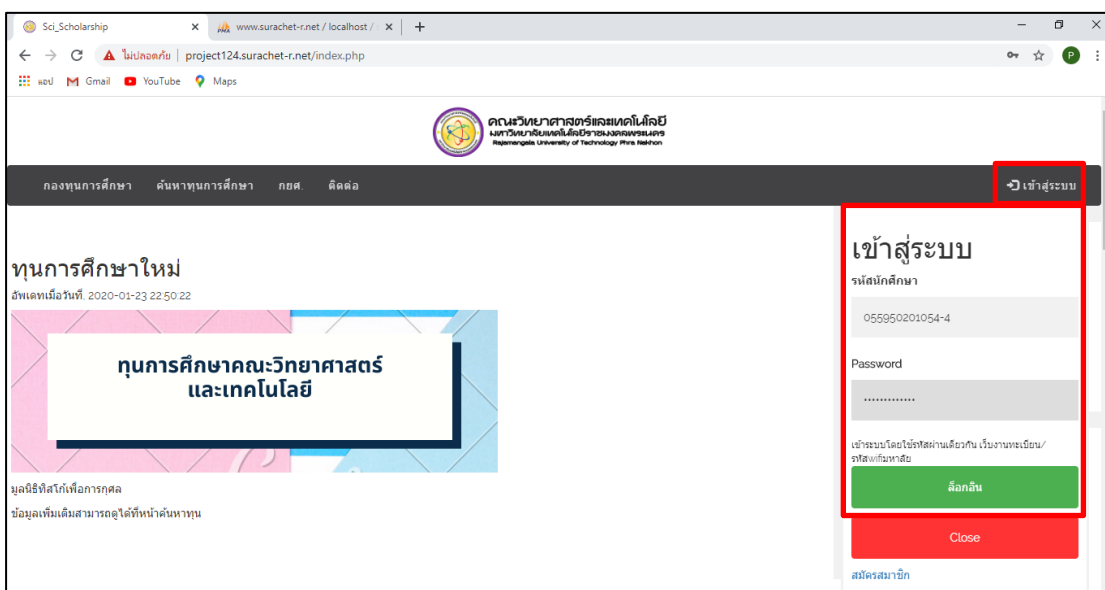 Sci_Scholarship
www.surachet-r.net / localhost /
ไม่ปลอดภัย | project124.surachet-r.net/index.php
P
แอป Gmail YouTube Maps
คณะวิทยาศาสตร์และเทคโนโลยี
มหาวิทยาลัยเทคโนโลยีราชมงคลพระนคร
Rajamangala University of Technology Phra Nakhon
กองทุนการศึกษา ค้นหาทุนการศึกษา กยศ. ติดต่อ เข้าสู่ระบบ
ทุนการศึกษาใหม่
อัพเดทเมื่อวันที่. 2020-01-23 22:50:22
ทุนการศึกษาคณะวิทยาศาสตร์
และเทคโนโลยี
มูลนิธิทิสโก้เพื่อการกุศล
ข้อมูลเพิ่มเติมสามารถดูได้ที่หน้าค้นหาทุน
เข้าสู่ระบบ
รหัสนักศึกษา
055950201054-4
Password
.............
เข้าระบบโดยใช้รหัสผ่านเดียวกับ เว็บงานทะเบียน/
รหัสwifiมหาลัย
ล็อกอิน
Close
สมัครสมาชิก